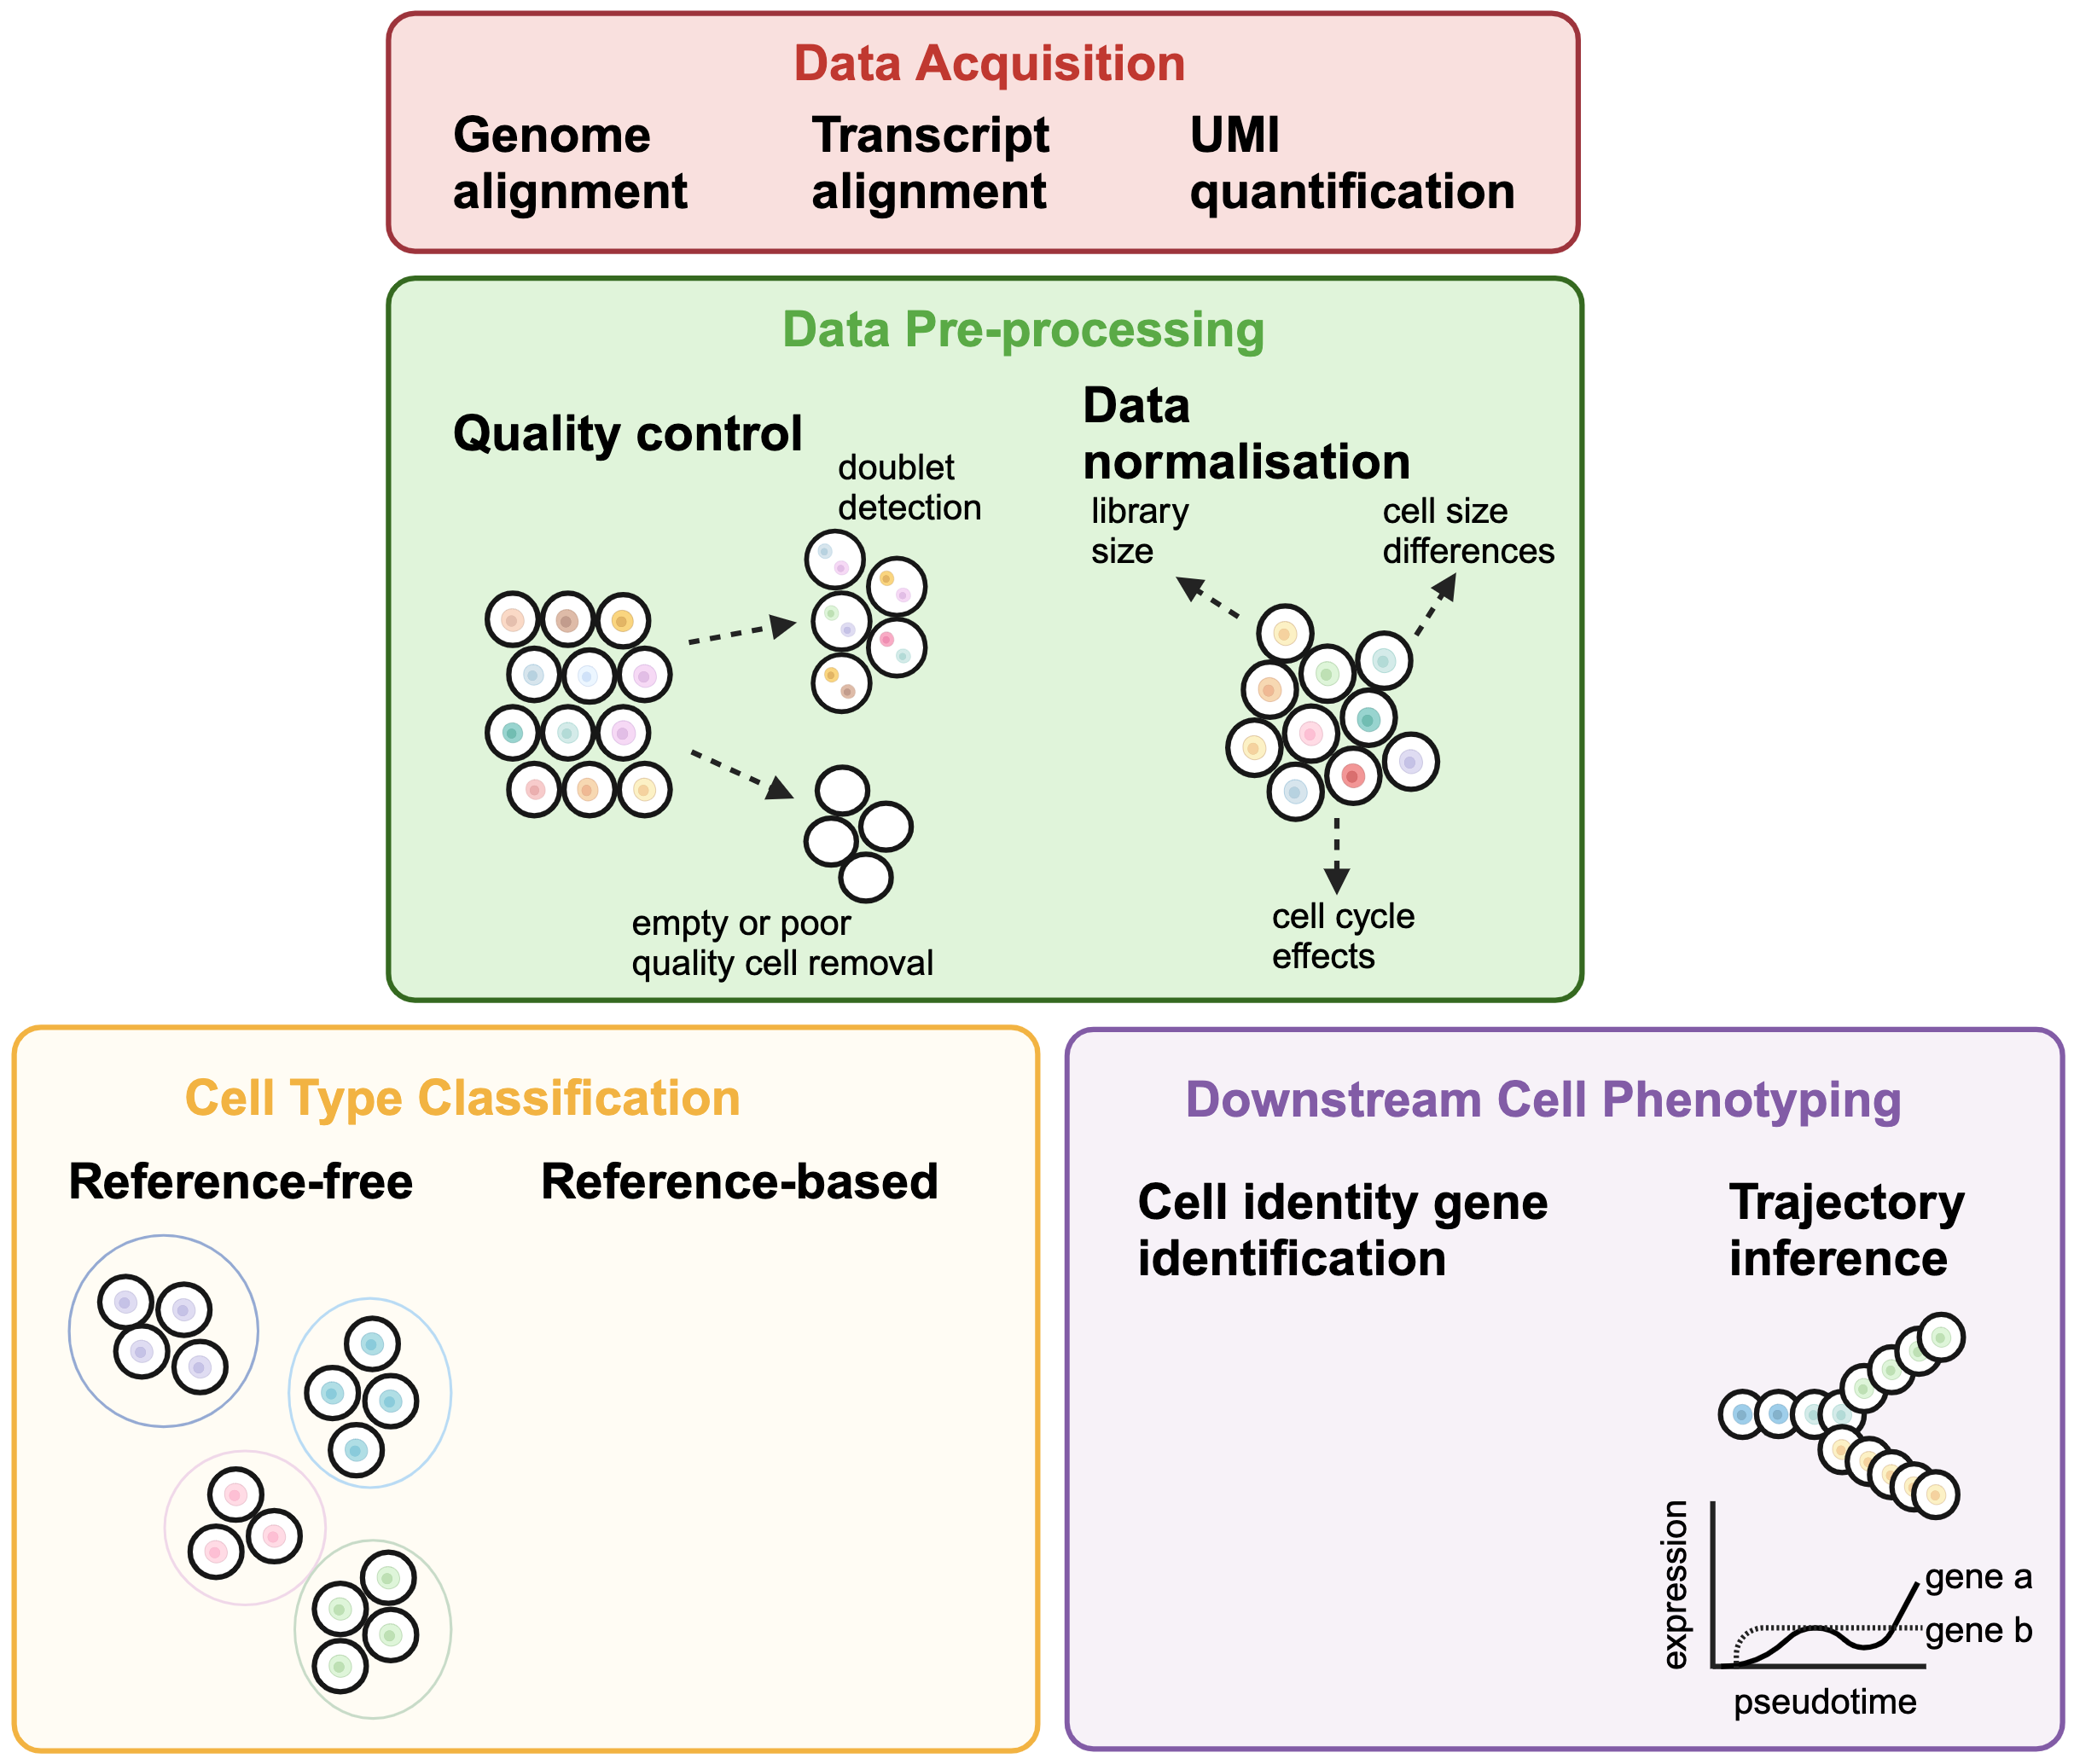 Data Acquisition
Genome
alignment
Transcript
alignment
UMI
quantification
Data Pre-processing
Quality control
doublet
detection
empty or poor
quality cell removal
Data
normalisation
library
size
cell size
differences
cell cycle
effects
Cell Type Classification
Reference-free
Reference-based
Downstream Cell Phenotyping
Cell identity gene
identification
Trajectory
inference
expression
gene a
gene b
pseudotime